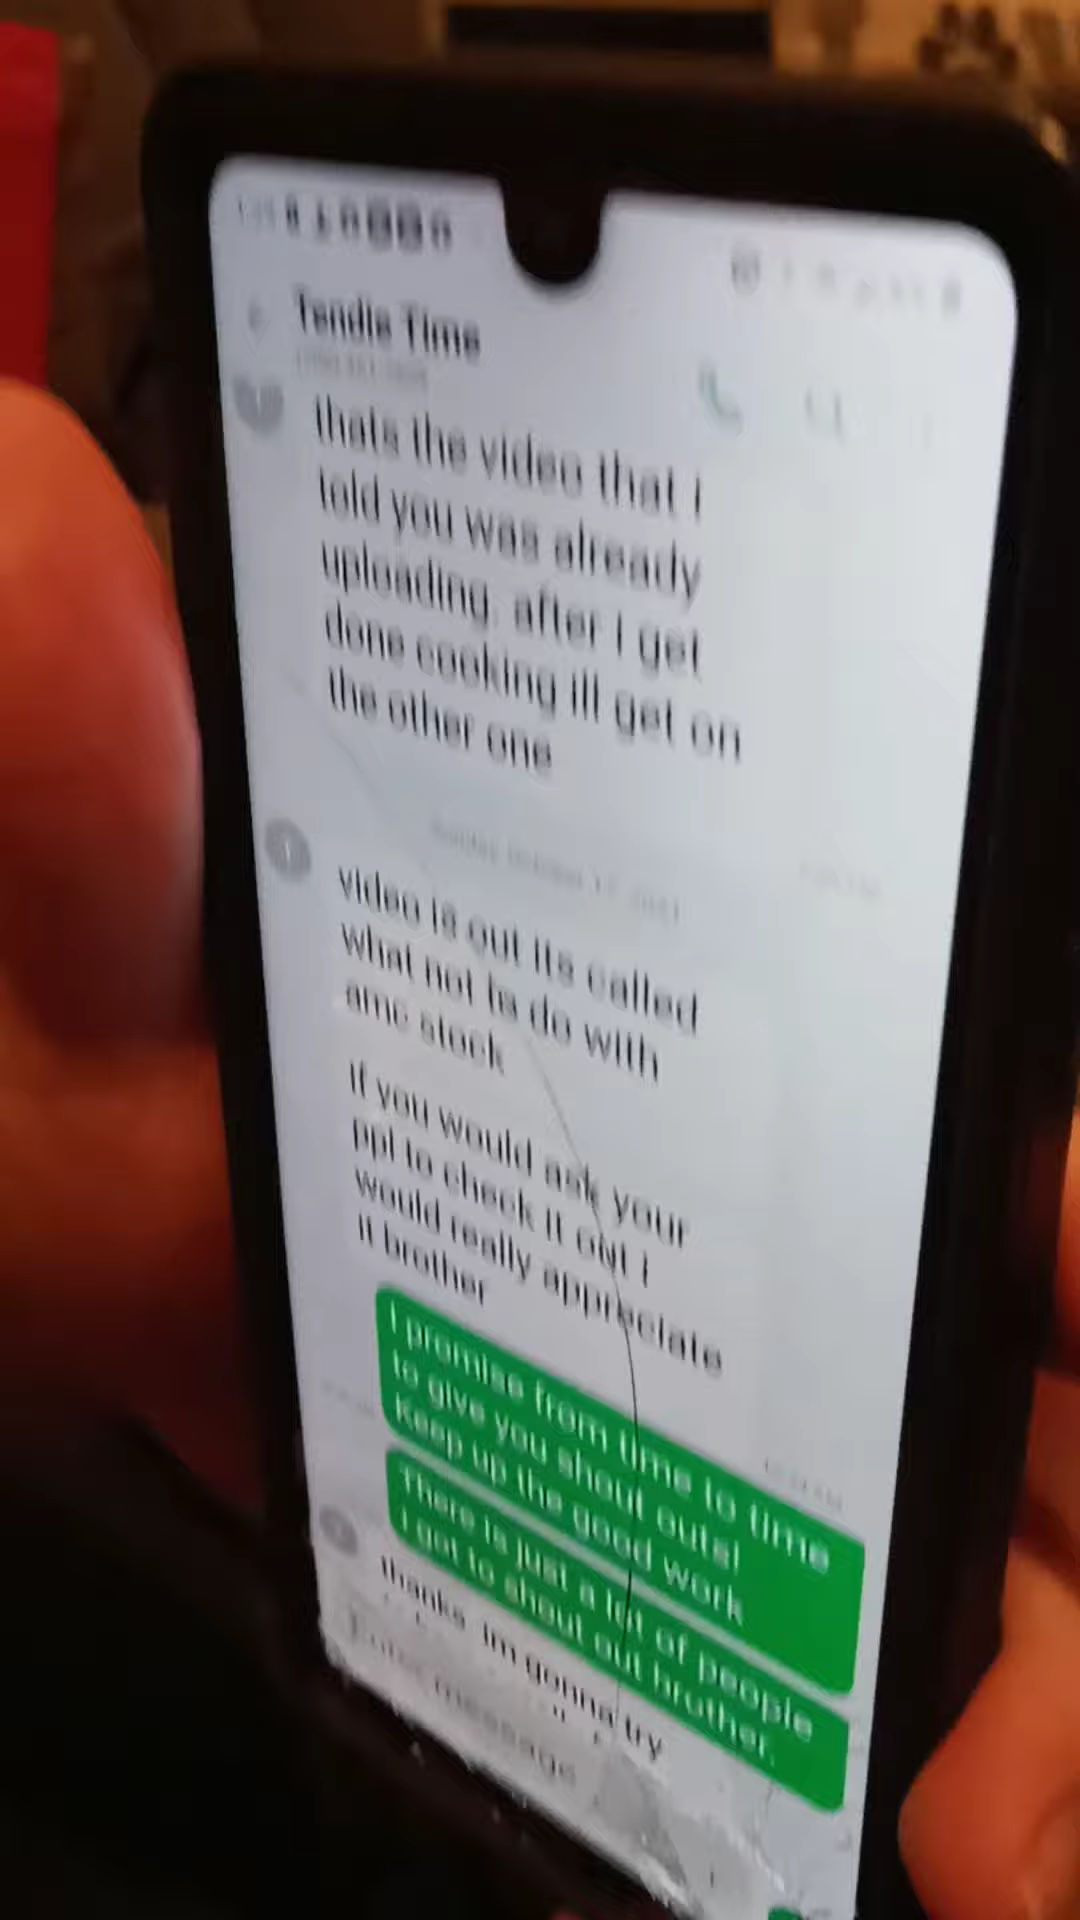 Tendie Time
thats the video that i
told you was already
uploading. after i get
done cooking ill get on
the other one
video is out its called
what not to do with
amc stock
If you would ask your
ppl to check it out i
would really appreciate
it brother
I promise from time to time
to give you shout outs!
Keep up the good work
There is just a lot of people
I got to shout out brother.
thanks im gonna try
message